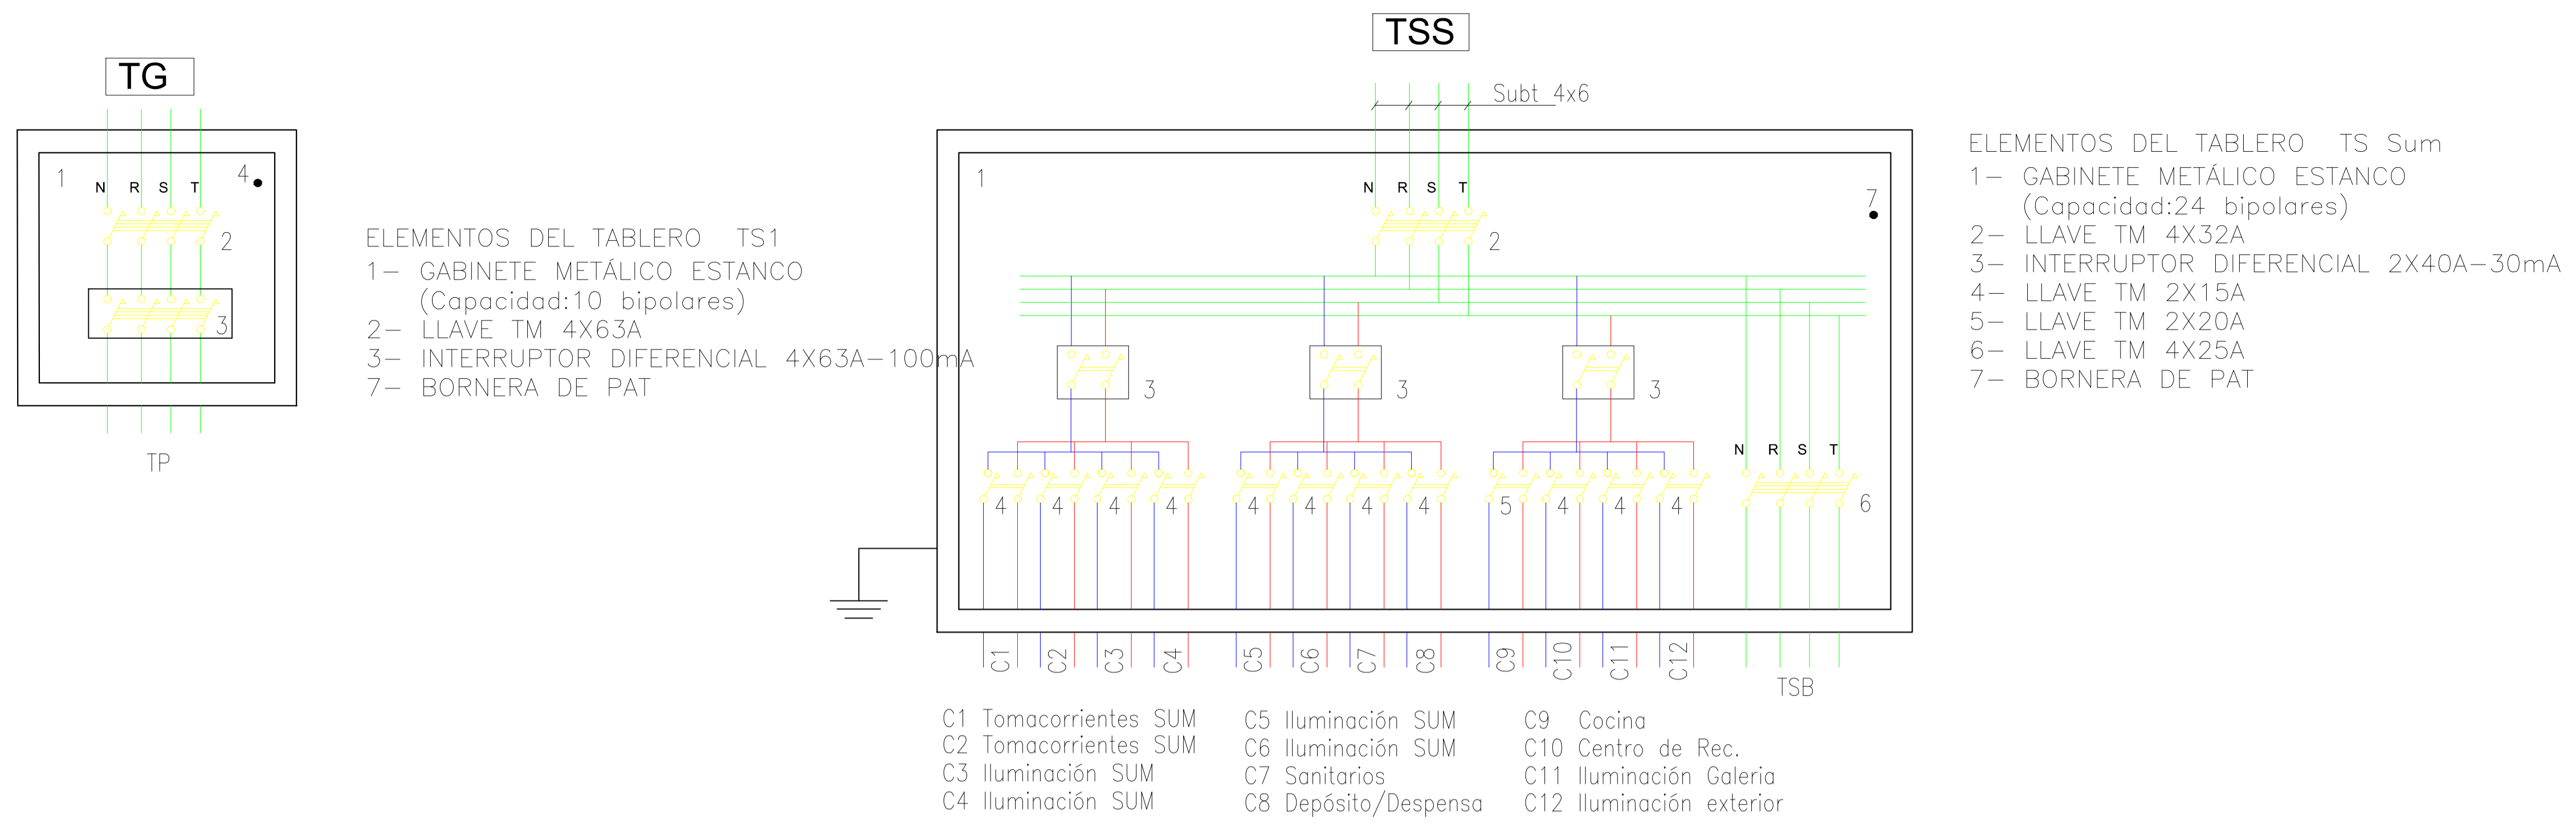 TG
1
N R S T
4
2
3
TP
ELEMENTOS DEL TABLERO TS1
1- GABINETE METÁLICO ESTANCO
(Capacidad:10 bipolares)
2- LLAVE TM 4X63A
3- INTERRUPTOR DIFERENCIAL 4X63A-100mA
7- BORNERA DE PAT
TSS
Subt 4x6
1
N R S T
7
2
3 3 3
N R S T
4 4 4 4 4 4 4 4 5 4 4 4 6
C1 C2 C3 C4 C5 C6 C7 C8 C9 C10 C11 C12
TSB
C1 Tomacorrientes SUM
C2 Tomacorrientes SUM
C3 Iluminación SUM
C4 Iluminación SUM
C5 Iluminación SUM
C6 Iluminación SUM
C7 Sanitarios
C8 Depósito/Despensa
C9 Cocina
C10 Centro de Rec.
C11 Iluminación Galeria
C12 Iluminación exterior
ELEMENTOS DEL TABLERO TS Sum
1- GABINETE METÁLICO ESTANCO
(Capacidad:24 bipolares)
2- LLAVE TM 4X32A
3- INTERRUPTOR DIFERENCIAL 2X40A-30mA
4- LLAVE TM 2X15A
5- LLAVE TM 2X20A
6- LLAVE TM 4X25A
7- BORNERA DE PAT